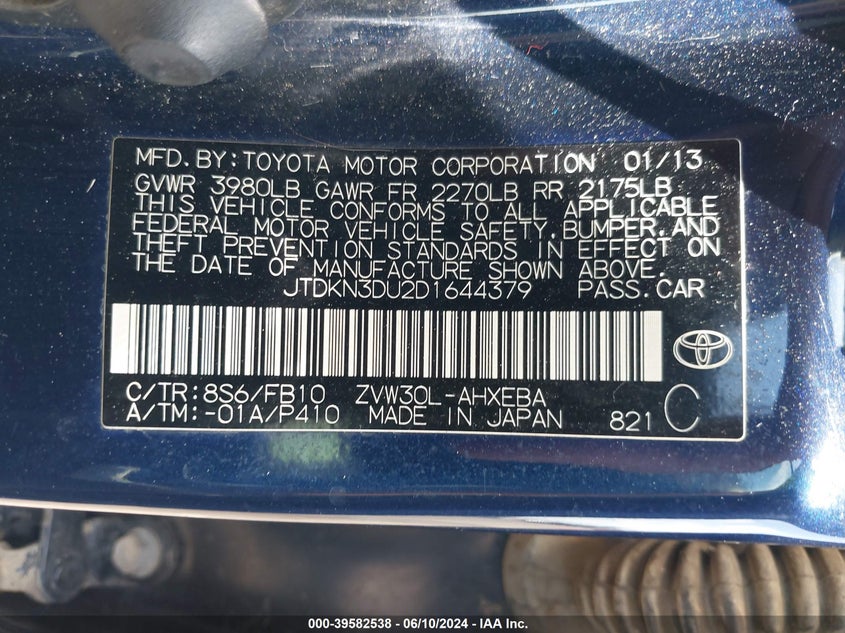 MFD.BY:TOYOTA MOTOR CORPORATION 01/13
GVWR 3980LB GAWR FR 2270LB RR 2175LB
THIS VEHICLE CONFORMS TO ALL APPLICABLE
FEDERAL MOTOR VEHICLE SAFETY,BUMPER,AND
THEFT PREVENTION STANDARDS IN EFFECT ON
THE DATE OF MANUFACTURE SHOWN ABOVE.
JTDKN3DU2D1644379 PASS.CAR
C/TR:8S6/FB10 ZVW30L-AHXEBA
A/TM:-01A/P410 MADE IN JAPAN 821 C
000-39582538 - 06/10/2024 - IAA Inc.